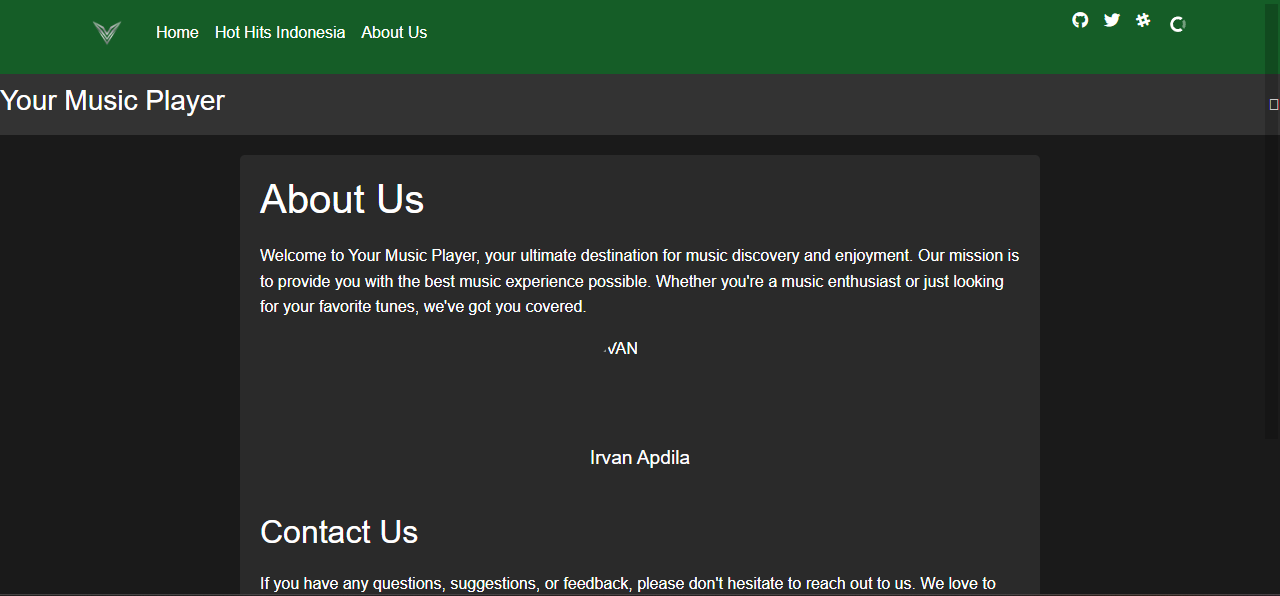 Home Hot Hits Indonesia About Us
Your Music Player
About Us
Welcome to Your Music Player, your ultimate destination for music discovery and enjoyment. Our mission is
to provide you with the best music experience possible. Whether you're a music enthusiast or just looking
for your favorite tunes, we've got you covered.
Irvan Apdila
Contact Us
If you have any questions, suggestions, or feedback, please don't hesitate to reach out to us. We love to